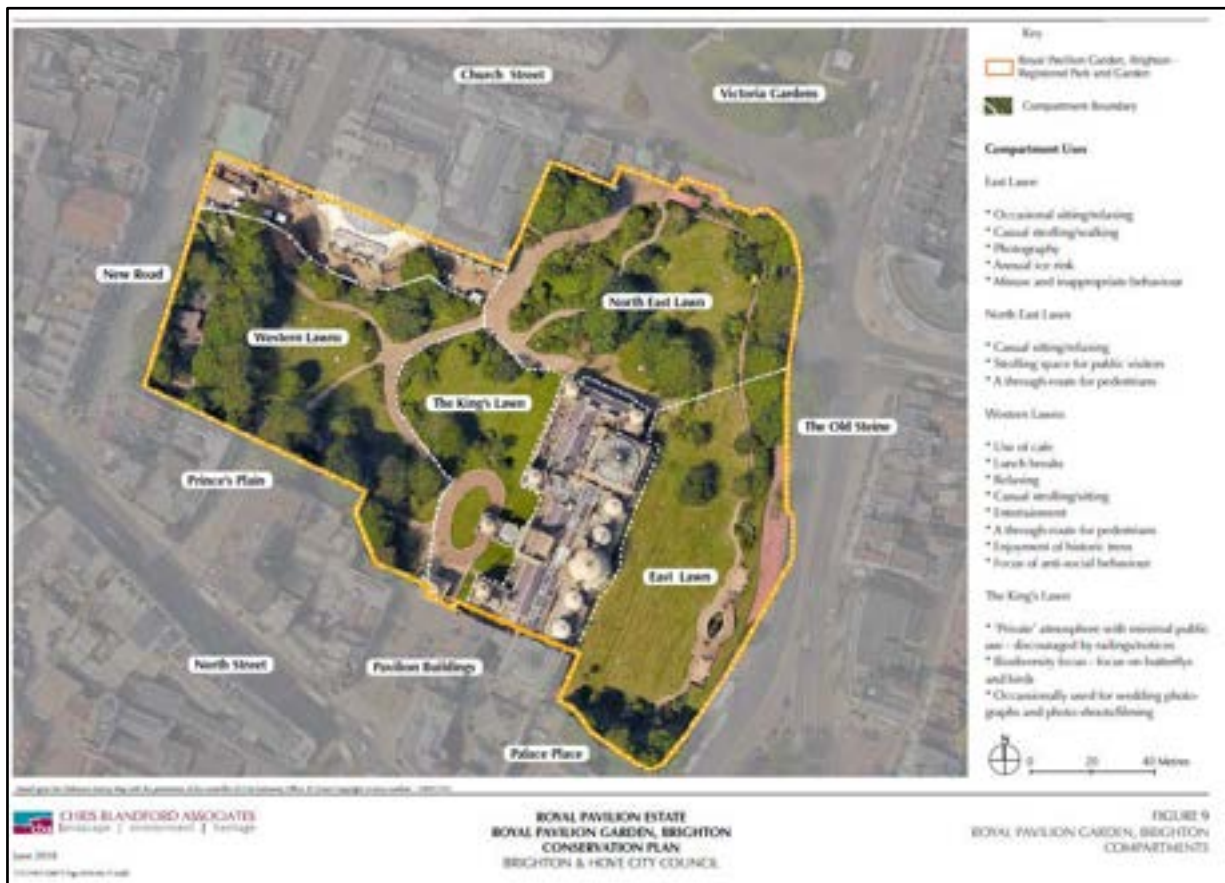 Church Street
Victoria Gardens
New Road
North East Lawn
Western Lawns
The King's Lawn
The Old Steine
Prince's Plain
East Lawn
North Street
Pavilion Buildings
Palace Place
Key
Royal Pavilion Garden, Brighton -
Registered Park and Garden
Compartment Boundary
Compartment Uses
East Lawn
* Occasional sitting/relaxing
* Casual strolling/walking
* Photography
* Annual ice rink
* Misuse and inappropriate behaviour
North East Lawn
* Casual sitting/relaxing
* Strolling space for public visitors
* A through-route for pedestrians
Western Lawns
* Use of cafe
* Lunch breaks
* Relaxing
* Casual strolling/sitting
* Entertainment
* A through-route for pedestrians
* Enjoyment of historic trees
* Focus of anti-social behaviour
The King's Lawn
* 'Private' atmosphere with minimal public
use - discouraged by railings/notices
* Biodiversity focus - focus on butterflys
and birds
* Occasionally used for wedding photo-
graphs and photo-shoots/filming
N
0 20 40 Metres
cba
CHRIS BLANDFORD ASSOCIATES
landscape | environment | heritage
June 2018
ROYAL PAVILION ESTATE
ROYAL PAVILION GARDEN, BRIGHTON
CONSERVATION PLAN
BRIGHTON & HOVE CITY COUNCIL
FIGURE 9
ROYAL PAVILION GARDEN, BRIGHTON
COMPARTMENTS